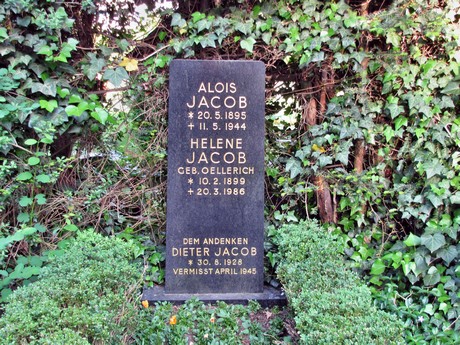 ALOIS
JACOB
* 20.5.1895
+ 11.5.1944
HELENE
JACOB
GEB. OELLERICH
* 10.2.1899
+ 20.3.1986
DEM ANDENKEN
DIETER JACOB
* 30.8.1928
VERMISST APRIL 1945